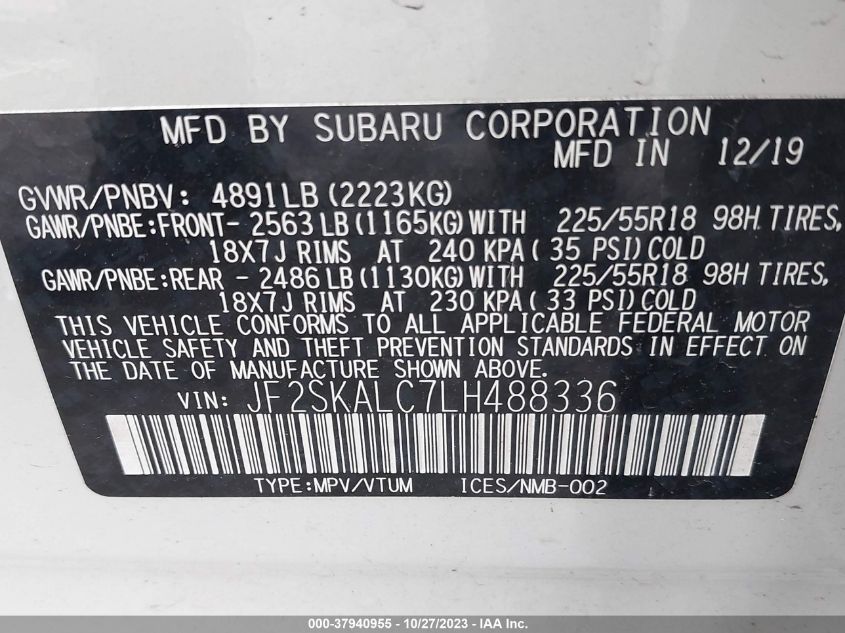 MFD BY SUBARU CORPORATION
MFD IN 12/19
GVWR/PNBV: 4891LB (2223KG)
GAWR/PNBE:FRONT- 2563 LB (1165KG) WITH 225/55R18 98H TIRES,
18X7J RIMS AT 240 KPA ( 35 PSI) COLD
GAWR/PNBE:REAR - 2486 LB (1130KG) WITH 225/55R18 98H TIRES,
18X7J RIMS AT 230 KPA ( 33 PSI) COLD
THIS VEHICLE CONFORMS TO ALL APPLICABLE FEDERAL MOTOR
VEHICLE SAFETY AND THEFT PREVENTION STANDARDS IN EFFECT ON
THE DATE OF MANUFACTURE SHOWN ABOVE.
VIN: JF2SKALC7LH488336
TYPE:MPV/VTUM ICES/NMB-002
000-37940955 - 10/27/2023 - IAA Inc.